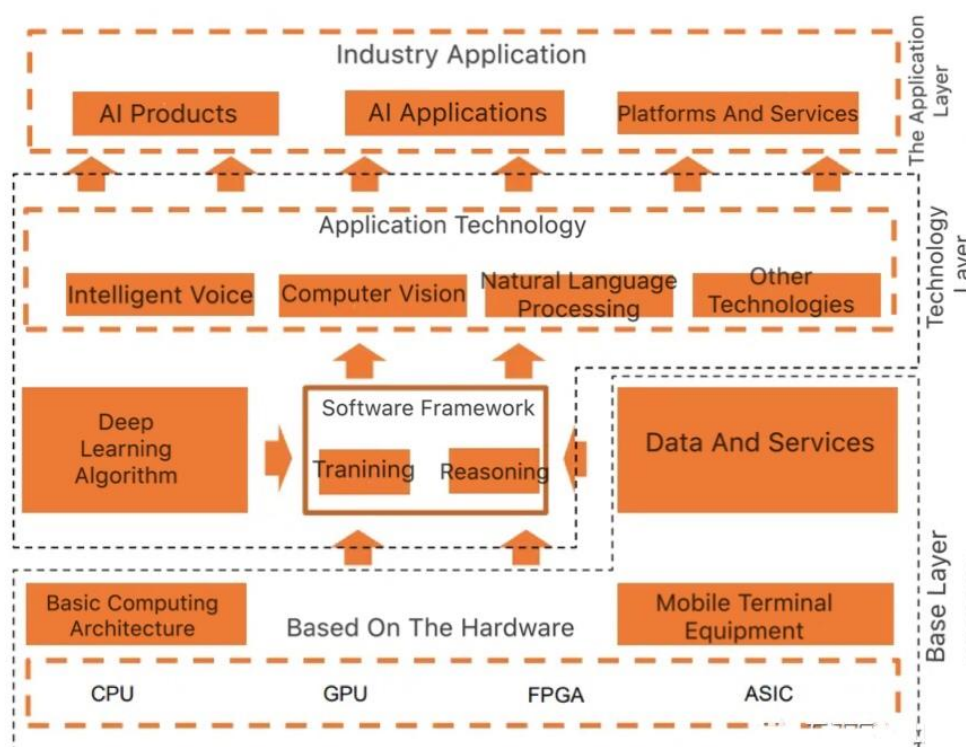 Industry Application
The Application
Layer
AI Products
AI Applications
Platforms And Services
Application Technology
Technology
Layer
Intelligent Voice
Computer Vision
Natural Language
Processing
Other
Technologies
Deep
Learning
Algorithm
Software Framework
Tranining
Reasoning
Data And Services
Base Layer
Basic Computing
Architecture
Based On The Hardware
Mobile Terminal
Equipment
CPU
GPU
FPGA
ASIC